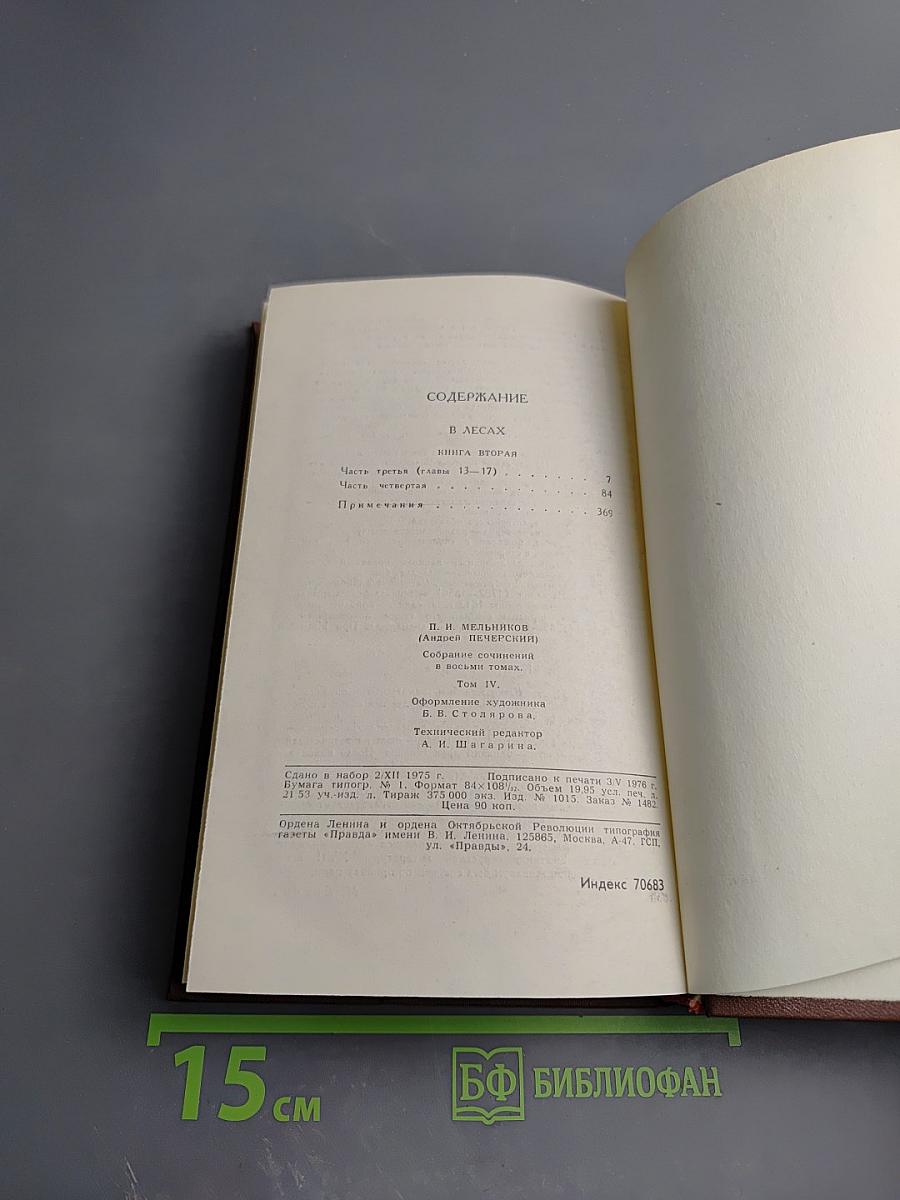 СОДЕРЖАНИЕ
В ЛЕСАХ
КНИГА ВТОРАЯ
Часть третья (главы 13—17) . . . . . . . 7
Часть четвертая . . . . . . . . . . . . 84
Примечания . . . . . . . . . . . . 369
П. И. МЕЛЬНИКОВ
(Андрей ПЕЧЕРСКИЙ)
Собрание сочинений
в восьми томах.
Том IV.
Оформление художника
Б. В. Столярова.
Технический редактор
А. И. Шагарина.
Сдано в набор 2/XII 1975 г. Подписано к печати 3/V 1976 г.
Бумага типогр. № 1. Формат 84×108¹/₃₂. Объем 19,95 усл. печ. л.
21 53 уч.-изд. л. Тираж 375 000 экз. Изд. № 1015. Заказ № 1482.
Цена 90 коп.
Ордена Ленина и ордена Октябрьской Революции типография
газеты «Правда» имени В. И. Ленина. 125865, Москва, А-47, ГСП,
ул. «Правды», 24.
Индекс 70683
15 см
БФ БИБЛИОФАН